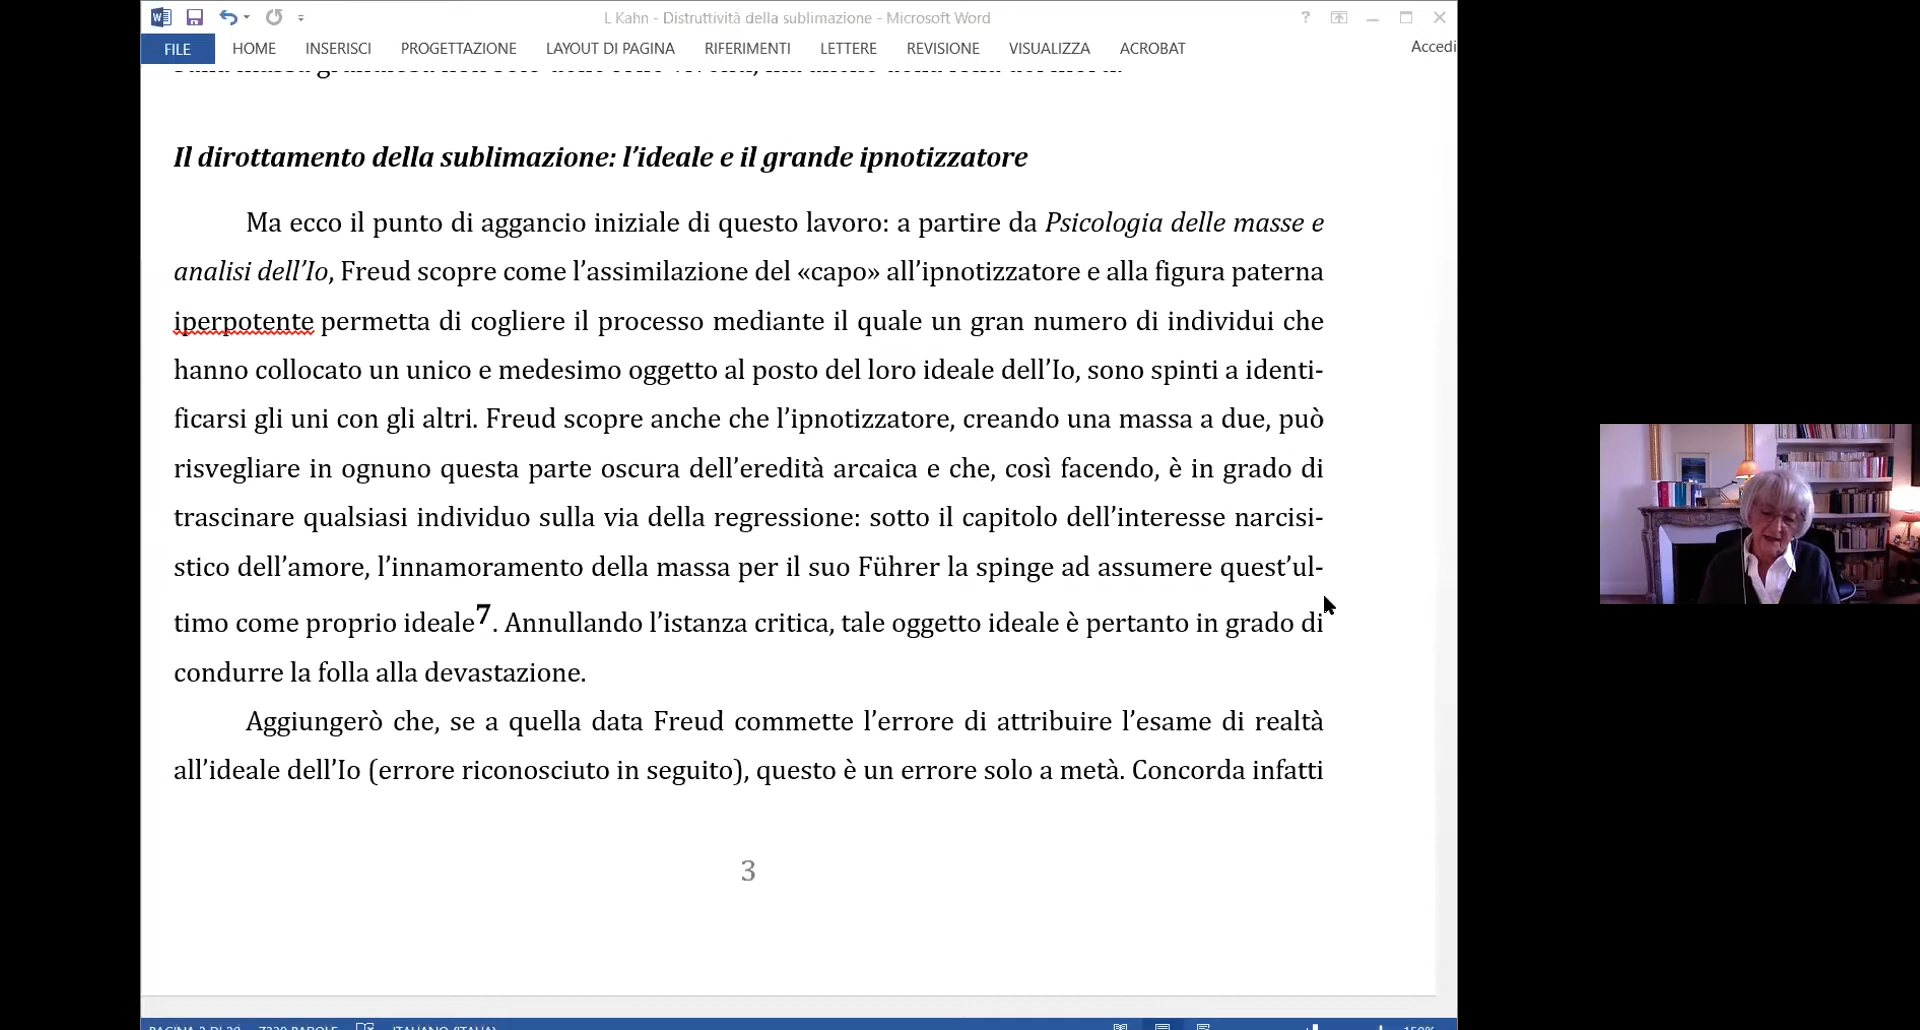 L Kahn - Distruttività della sublimazione - Microsoft Word
FILE HOME INSERISCI PROGETTAZIONE LAYOUT DI PAGINA RIFERIMENTI LETTERE REVISIONE VISUALIZZA ACROBAT Accedi
Il dirottamento della sublimazione: l’ideale e il grande ipnotizzatore
Ma ecco il punto di aggancio iniziale di questo lavoro: a partire da Psicologia delle masse e
analisi dell’Io, Freud scopre come l’assimilazione del «capo» all’ipnotizzatore e alla figura paterna
iperpotente permetta di cogliere il processo mediante il quale un gran numero di individui che
hanno collocato un unico e medesimo oggetto al posto del loro ideale dell’Io, sono spinti a identi-
ficarsi gli uni con gli altri. Freud scopre anche che l’ipnotizzatore, creando una massa a due, può
risvegliare in ognuno questa parte oscura dell’eredità arcaica e che, così facendo, è in grado di
trascinare qualsiasi individuo sulla via della regressione: sotto il capitolo dell’interesse narcisi-
stico dell’amore, l’innamoramento della massa per il suo Führer la spinge ad assumere quest’ul-
timo come proprio ideale7. Annullando l’istanza critica, tale oggetto ideale è pertanto in grado di
condurre la folla alla devastazione.
Aggiungerò che, se a quella data Freud commette l’errore di attribuire l’esame di realtà
all’ideale dell’Io (errore riconosciuto in seguito), questo è un errore solo a metà. Concorda infatti
3